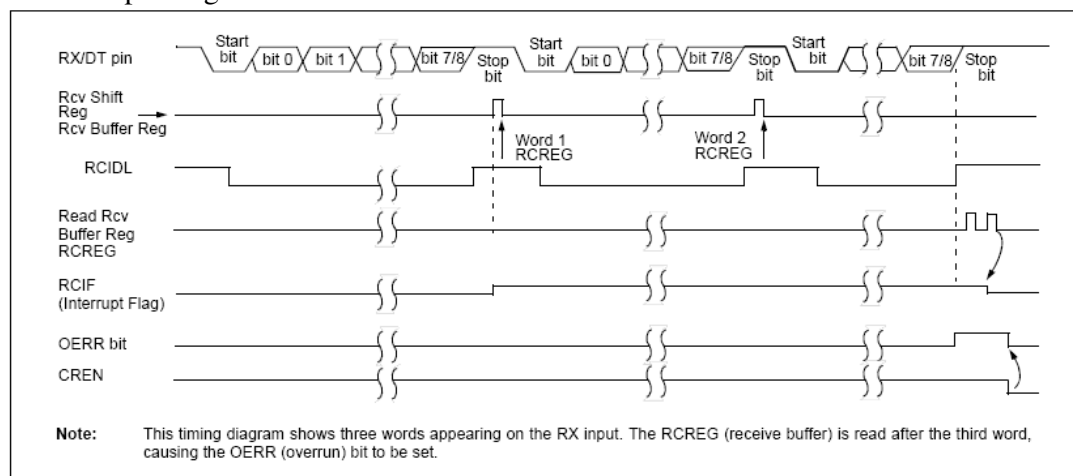 RX/DT pin
Start bit
bit 0
bit 1
bit 7/8
Stop bit
Start bit
bit 0
bit 7/8
Stop bit
Start bit
bit 7/8
Stop bit
Rcv Shift
Reg
Rcv Buffer Reg
Word 1
RCREG
Word 2
RCREG
RCIDL
Read Rcv
Buffer Reg
RCREG
RCIF
(Interrupt Flag)
OERR bit
CREN
Note: This timing diagram shows three words appearing on the RX input. The RCREG (receive buffer) is read after the third word,
causing the OERR (overrun) bit to be set.